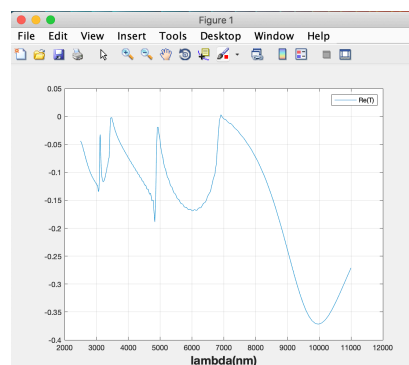 Figure 1
File Edit View Insert Tools Desktop Window Help
0.05
Re(T)
0
-0.05
-0.1
-0.15
-0.2
-0.25
-0.3
-0.35
-0.4
2000 3000 4000 5000 6000 7000 8000 9000 10000 11000 12000
lambda(nm)